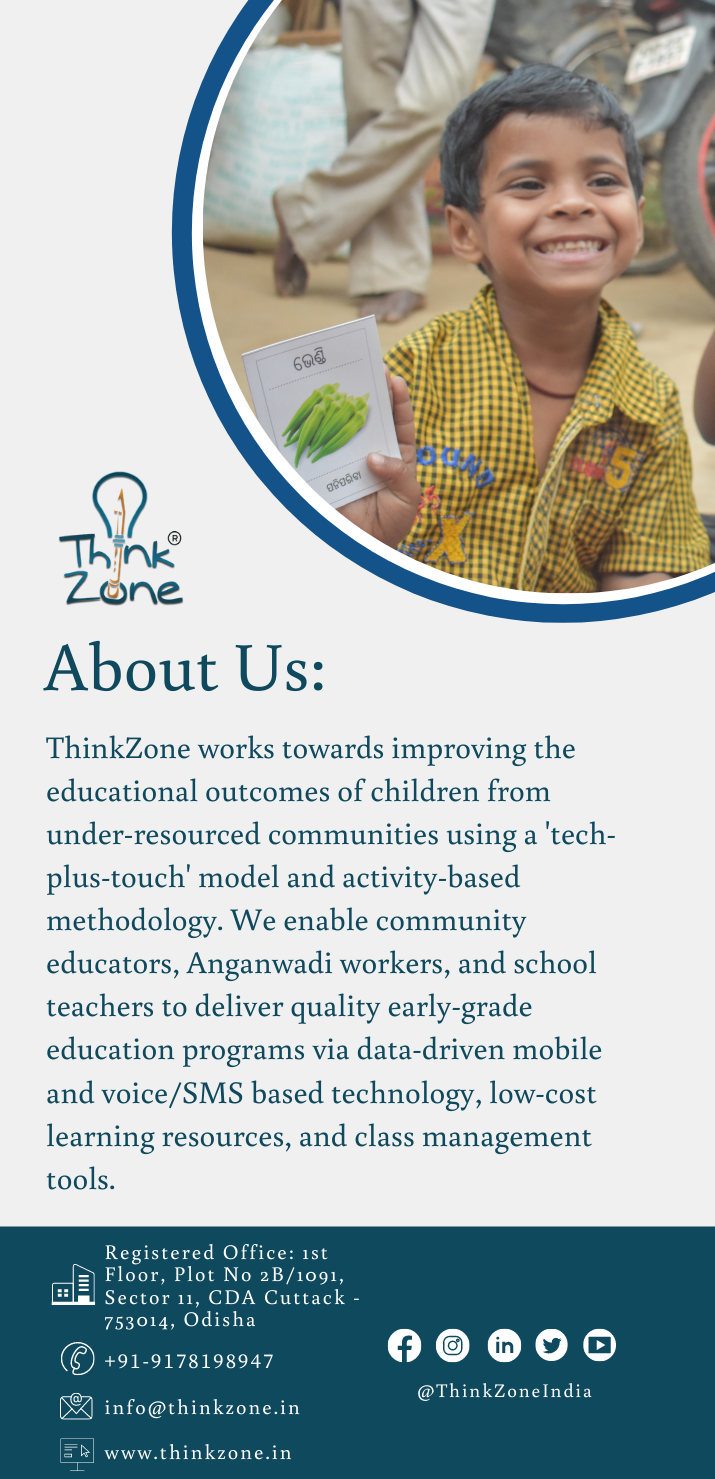 ଭେଣ୍ଡି
ପନିପରିବା
Think®
Zone
About Us:
ThinkZone works towards improving the
educational outcomes of children from
under-resourced communities using a 'tech-
plus-touch' model and activity-based
methodology. We enable community
educators, Anganwadi workers, and school
teachers to deliver quality early-grade
education programs via data-driven mobile
and voice/SMS based technology, low-cost
learning resources, and class management
tools.
Registered Office: 1st
Floor, Plot No 2B/1091,
Sector 11, CDA Cuttack -
753014, Odisha
+91-9178198947
info@thinkzone.in
www.thinkzone.in
@ThinkZoneIndia